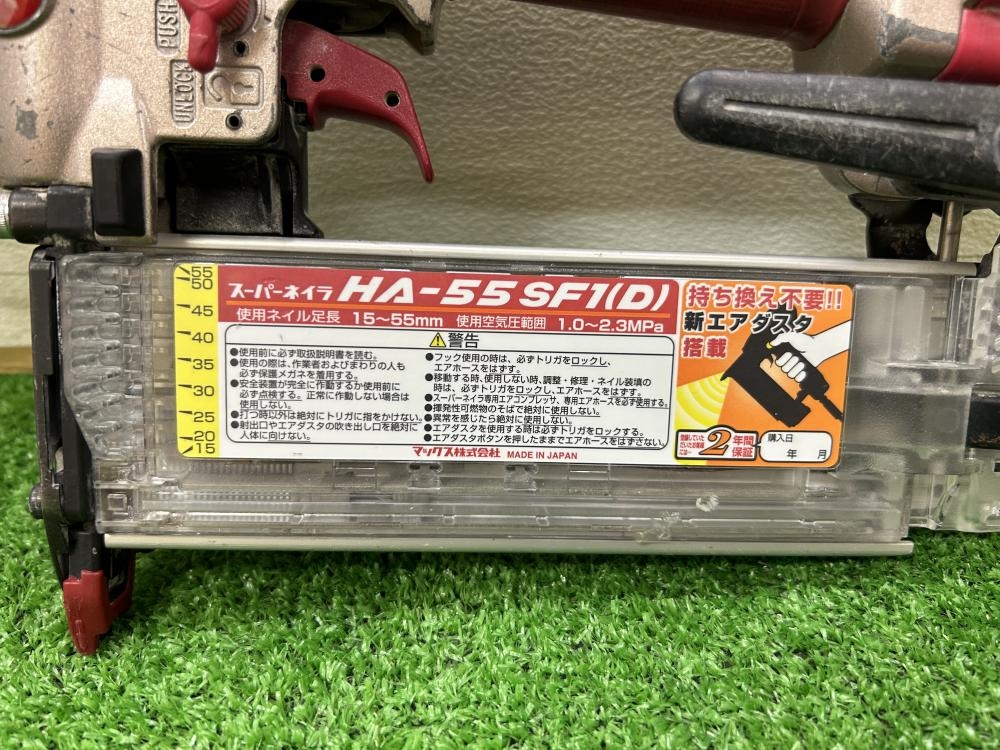 PUSH
UNLOCK
55
50
45
40
35
30
25
20
15
スーパーネイラ HA-55SF1(D)
使用ネイル足長 15～55mm 使用空気圧範囲 1.0～2.3MPa
警告
●使用前に必ず取扱説明書を読む。
●使用の際は、作業者およびまわりの人も
必ず保護メガネを着用する。
●安全装置が完全に作動するか使用前に
必ず点検する。正常に作動しない場合は
使用しない。
●打つ時以外は絶対にトリガに指をかけない。
●射出口やエアダスタの吹き出し口を絶対に
人体に向けない。
●フック使用の時は、必ずトリガをロックし、
エアホースをはずす。
●移動する時、使用しない時、調整・修理・ネイル装填の
時は、必ずトリガをロックし、エアホースをはずす。
●スーパーネイラ専用エアコンプレッサ、専用エアホースを必ず使用する。
●揮発性可燃物のそばで絶対に使用しない。
●異常を感じたら絶対に使用しない。
●エアダスタを使用する時は必ずトリガをロックする。
●エアダスタボタンを押したままでエアホースをはずさない。
マックス株式会社 MADE IN JAPAN
持ち換え不要!!
新エアダスタ
搭載
登録していた
だいたお客様
には…
2年間
保証
購入日
年 月